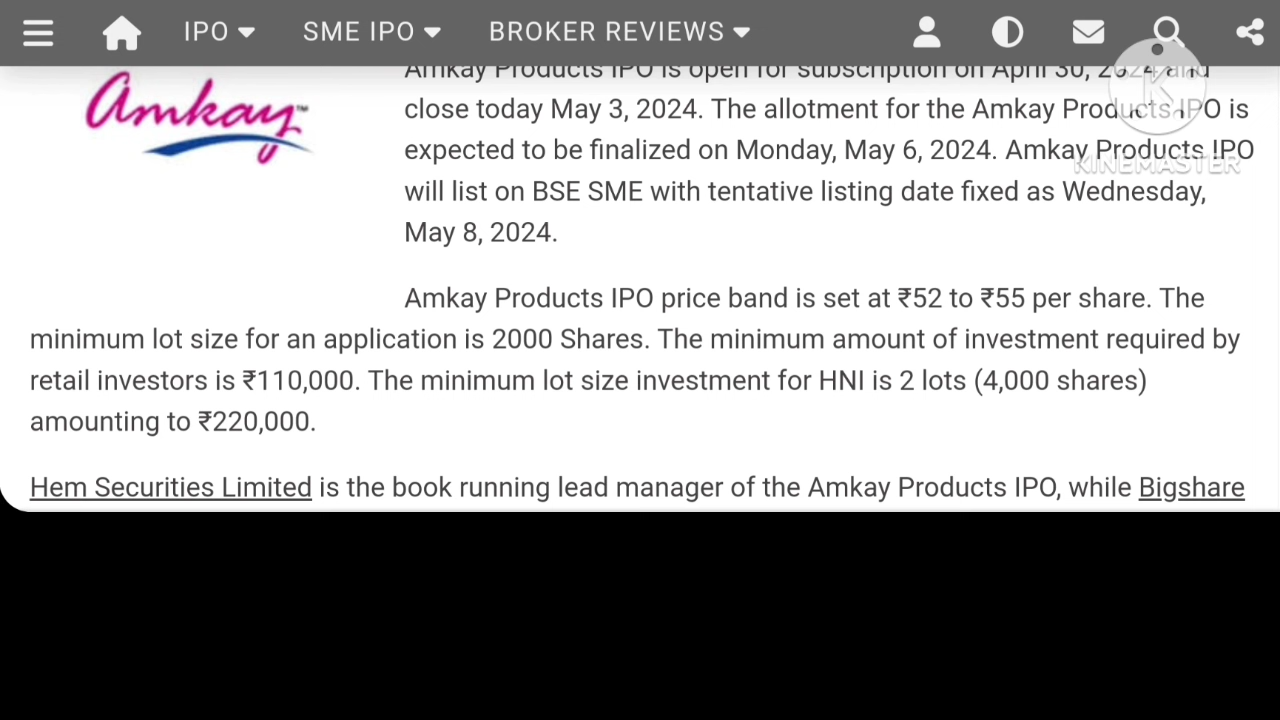 IPO SME IPO BROKER REVIEWS
Amkay™
Amkay Products IPO is open for subscription on April 30, 2024 and
close today May 3, 2024. The allotment for the Amkay Products IPO is
expected to be finalized on Monday, May 6, 2024. Amkay Products IPO
KINEMASTER
will list on BSE SME with tentative listing date fixed as Wednesday,
May 8, 2024.
Amkay Products IPO price band is set at ₹52 to ₹55 per share. The
minimum lot size for an application is 2000 Shares. The minimum amount of investment required by
retail investors is ₹110,000. The minimum lot size investment for HNI is 2 lots (4,000 shares)
amounting to ₹220,000.
Hem Securities Limited is the book running lead manager of the Amkay Products IPO, while Bigshare